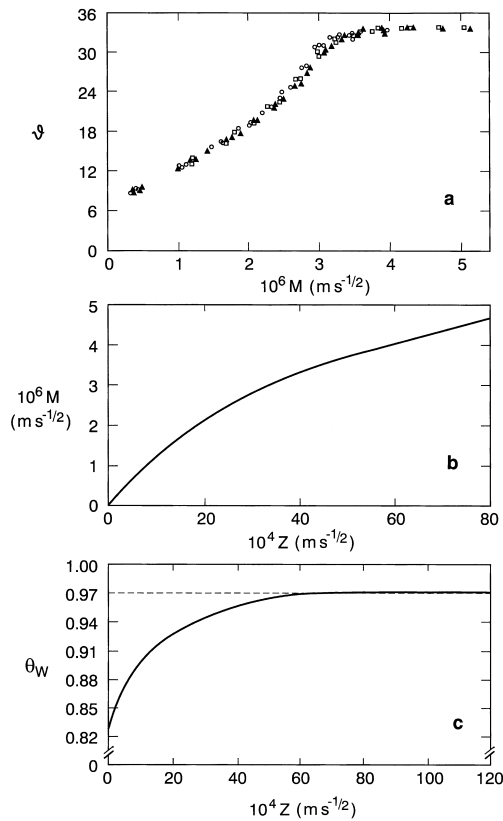 36
30
24
18
12
6
0
ϑ
a
0 1 2 3 4 5
10⁶ M (m s⁻¹/²)
5
4
3
2
1
0
10⁶ M
(m s⁻¹/²)
b
0 20 40 60 80
10⁴ Z (m s⁻¹/²)
1.00
0.97
0.94
0.91
0.88
0.85
0.82
0
θW
c
0 20 40 60 80 100 120
10⁴ Z (m s⁻¹/²)